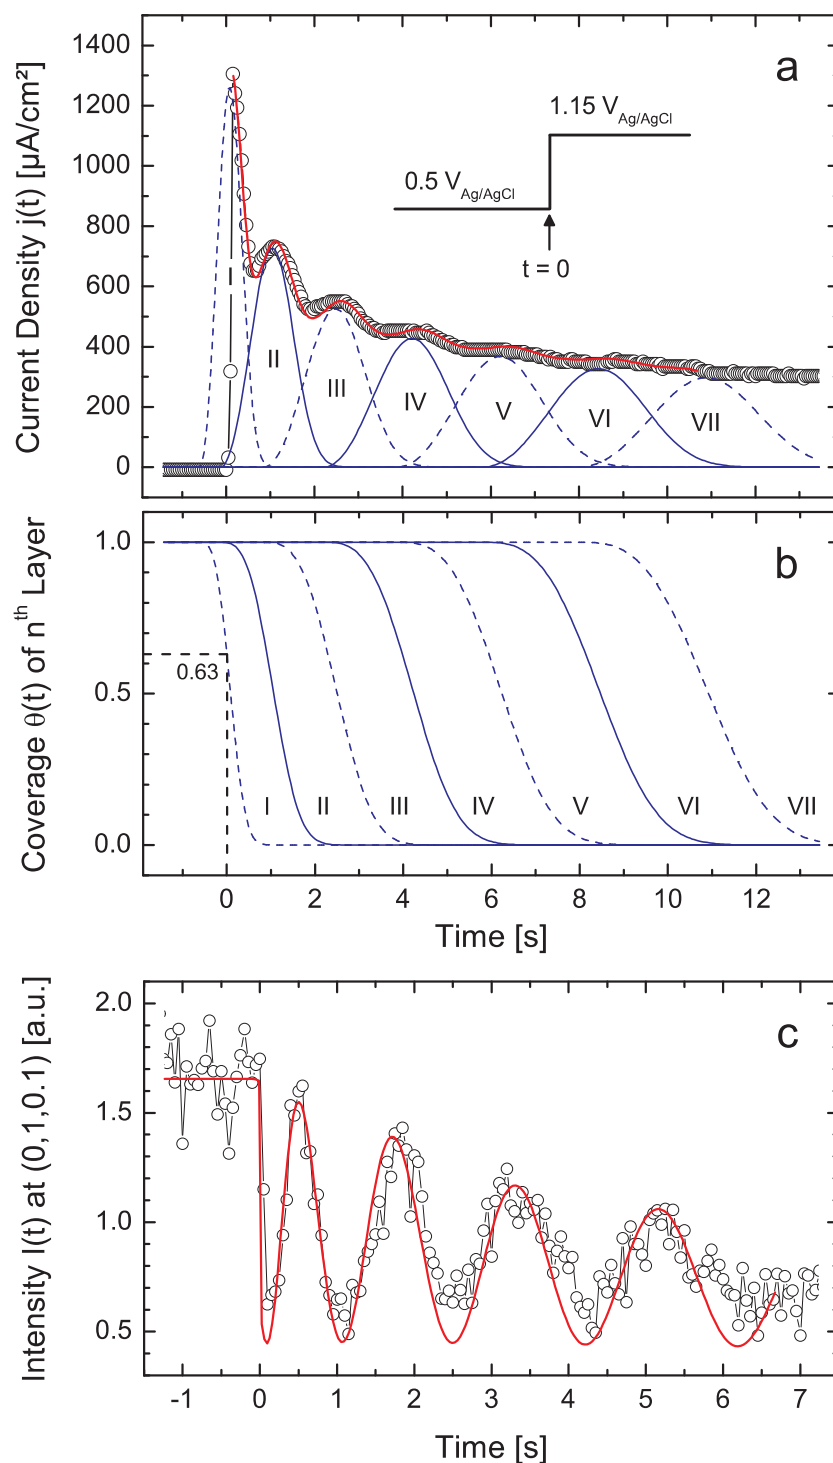 a
Current Density j(t) [µA/cm²]
1400
1200
1000
800
600
400
200
0
1.15 V Ag/AgCl
0.5 V Ag/AgCl
t = 0
I
II
III
IV
V
VI
VII
b
Coverage θ(t) of nth Layer
1.0
0.5
0.0
0.63
I
II
III
IV
V
VI
VII
0 2 4 6 8 10 12
Time [s]
c
Intensity I(t) at (0,1,0.1) [a.u.]
2.0
1.5
1.0
0.5
-1 0 1 2 3 4 5 6 7
Time [s]